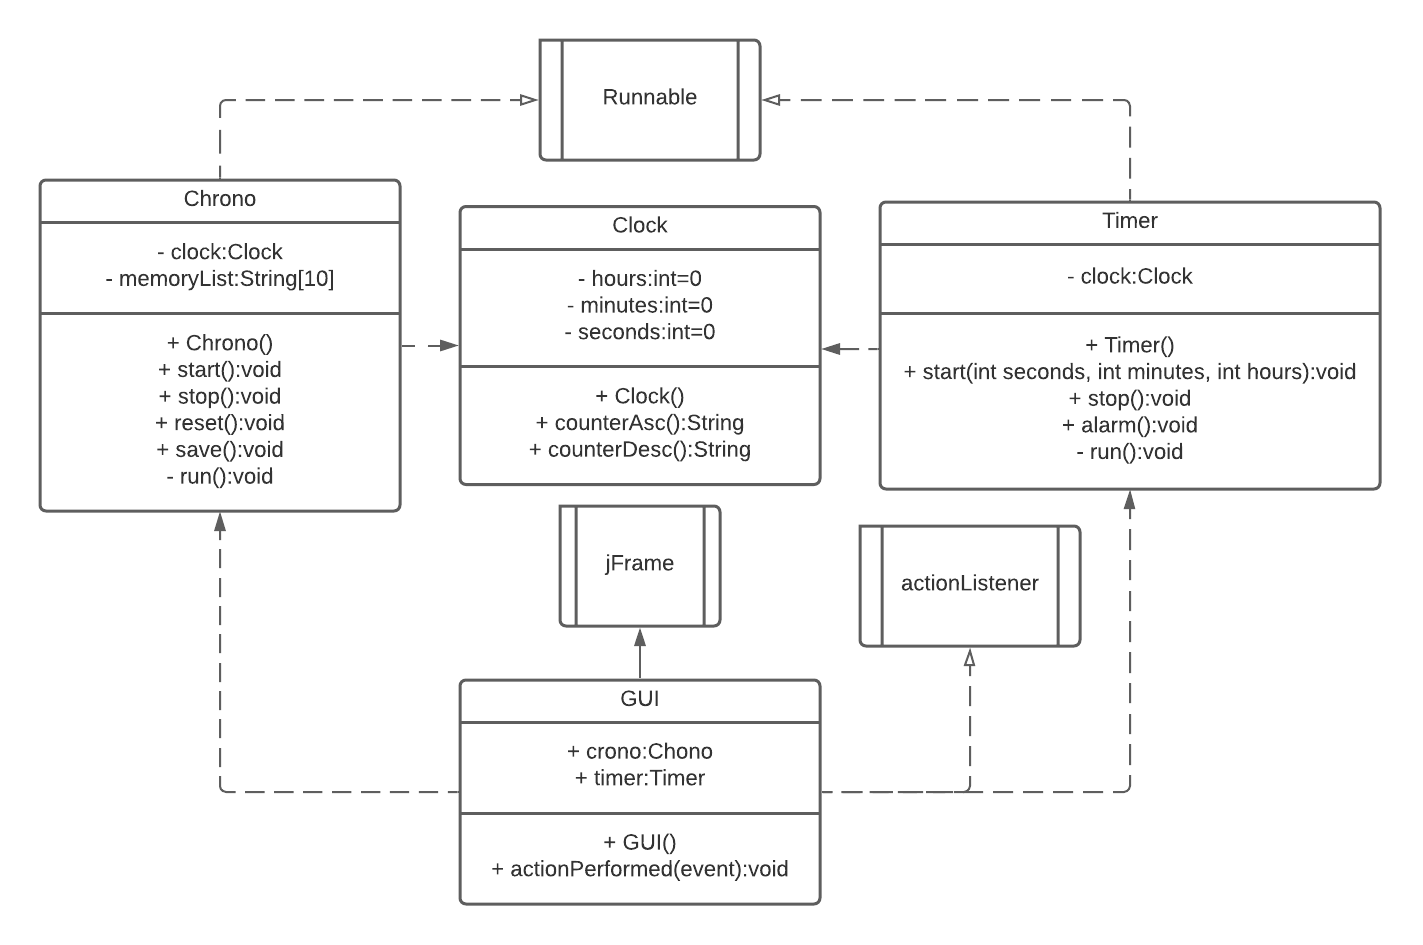 Runnable
Chrono
- clock:Clock
- memoryList:String[10]
+ Chrono()
+ start():void
+ stop():void
+ reset():void
+ save():void
- run():void
Clock
- hours:int=0
- minutes:int=0
- seconds:int=0
+ Clock()
+ counterAsc():String
+ counterDesc():String
Timer
- clock:Clock
+ Timer()
+ start(int seconds, int minutes, int hours):void
+ stop():void
+ alarm():void
- run():void
jFrame
actionListener
GUI
+ crono:Chono
+ timer:Timer
+ GUI()
+ actionPerformed(event):void